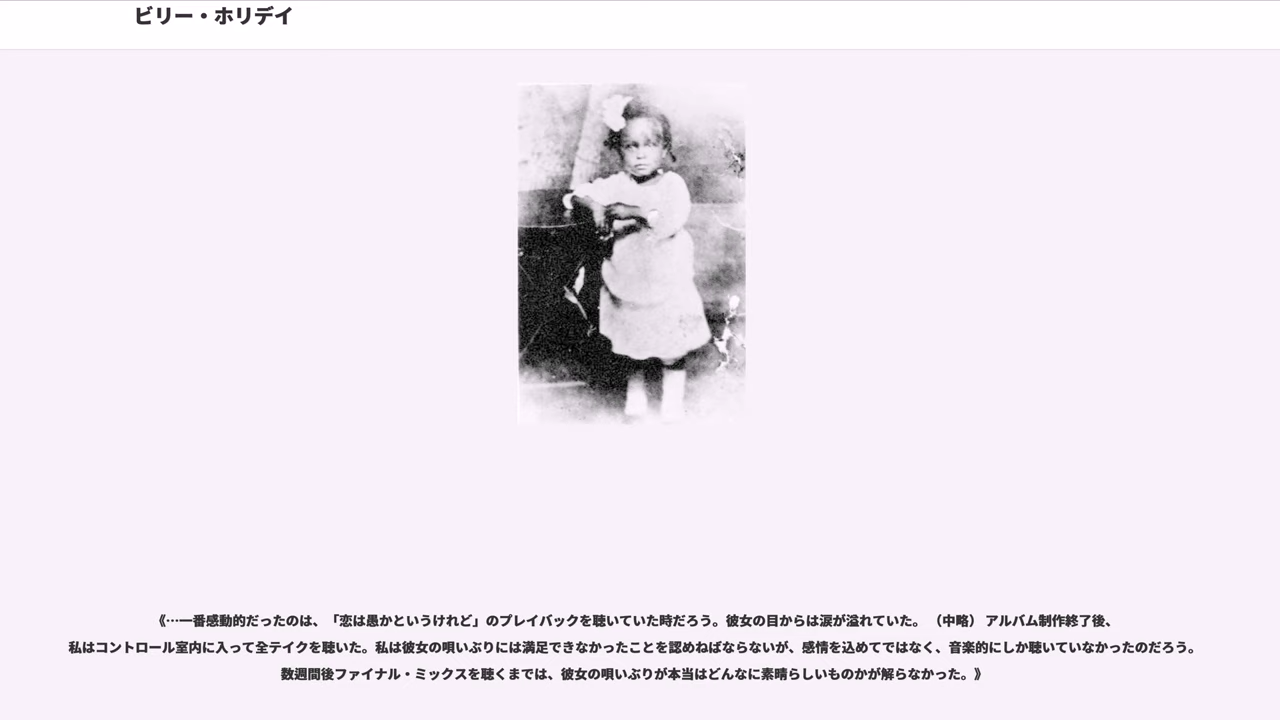 ビリー・ホリデイ
《…一番感動的だったのは、「恋は愚かというけれど」のプレイバックを聴いていた時だろう。彼女の目からは涙が溢れていた。 （中略） アルバム制作終了後、
私はコントロール室内に入って全テイクを聴いた。私は彼女の唄いぶりには満足できなかったことを認めねばならないが、感情を込めてではなく、音楽的にしか聴いていなかったのだろう。
数週間後ファイナル・ミックスを聴くまでは、彼女の唄いぶりが本当はどんなに素晴らしいものかが解らなかった。》